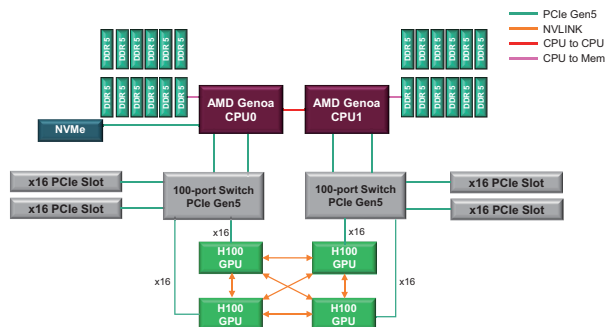 PCIe Gen5
NVLINK
CPU to CPU
CPU to Mem
DDR 5 DDR 5 DDR 5 DDR 5 DDR 5 DDR 5
DDR 5 DDR 5 DDR 5 DDR 5 DDR 5 DDR 5
DDR 5 DDR 5 DDR 5 DDR 5 DDR 5 DDR 5
DDR 5 DDR 5 DDR 5 DDR 5 DDR 5 DDR 5
AMD Genoa
CPU0
AMD Genoa
CPU1
NVMe
x16 PCIe Slot
x16 PCIe Slot
100-port Switch
PCIe Gen5
100-port Switch
PCIe Gen5
x16 PCIe Slot
x16 PCIe Slot
x16
x16
H100
GPU
H100
GPU
x16
x16
H100
GPU
H100
GPU